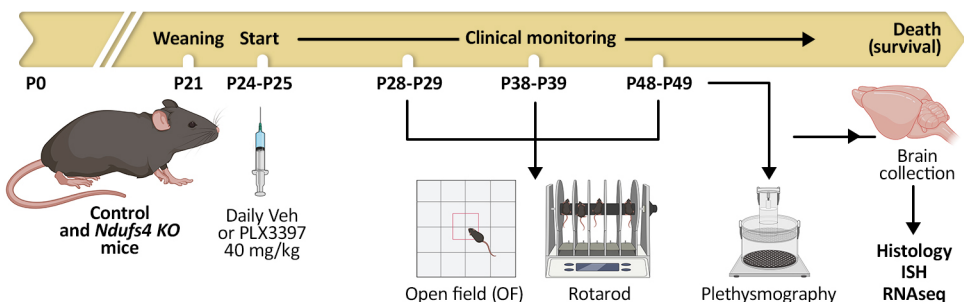 Weaning
Start
Clinical monitoring
Death
(survival)
P0
P21
P24-P25
P28-P29
P38-P39
P48-P49
Control
and Ndufs4 KO
mice
Daily Veh
or PLX3397
40 mg/kg
Open field (OF)
Rotarod
Plethysmography
Brain
collection
Histology
ISH
RNAseq